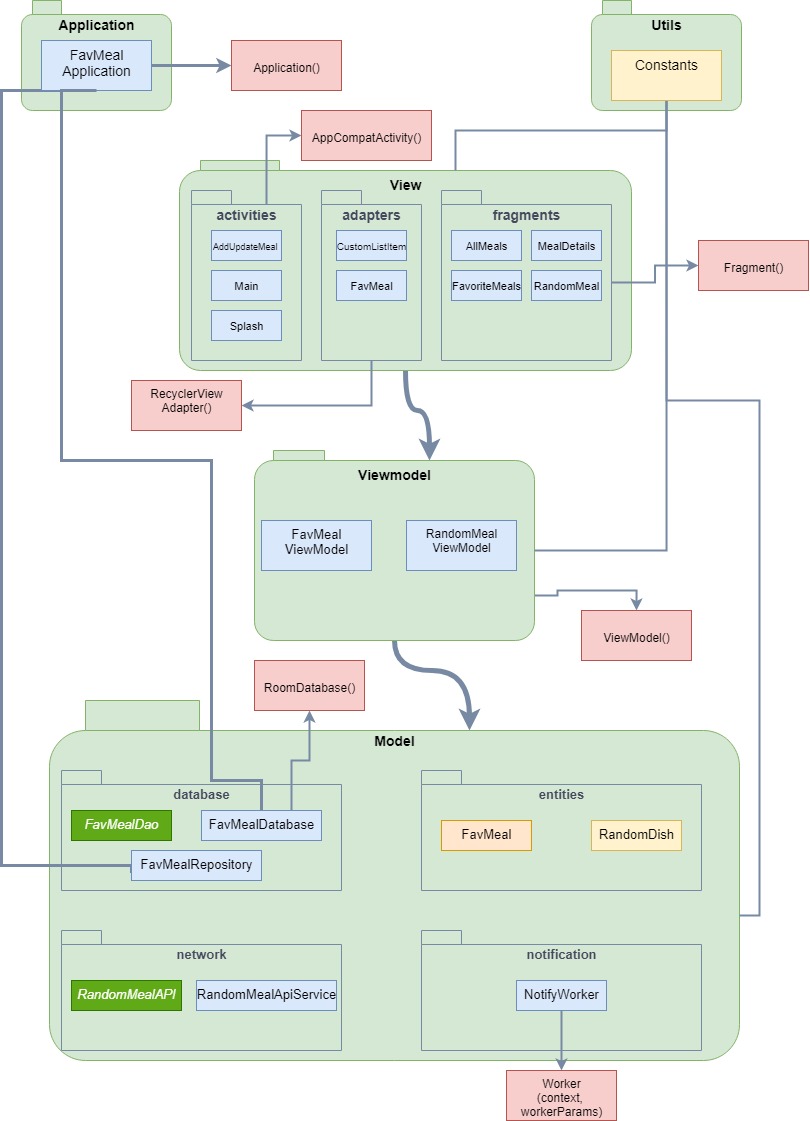 Application
Utils
FavMeal
Application
Application()
Constants
AppCompatActivity()
View
activities
adapters
fragments
AddUpdateMeal
CustomListItem
AllMeals
MealDetails
Main
FavMeal
FavoriteMeals
RandomMeal
Fragment()
Splash
RecyclerView
Adapter()
Viewmodel
FavMeal
ViewModel
RandomMeal
ViewModel
ViewModel()
RoomDatabase()
Model
database
entities
FavMealDao
FavMealDatabase
FavMeal
RandomDish
FavMealRepository
network
notification
RandomMealAPI
RandomMealApiService
NotifyWorker
Worker
(context,
workerParams)